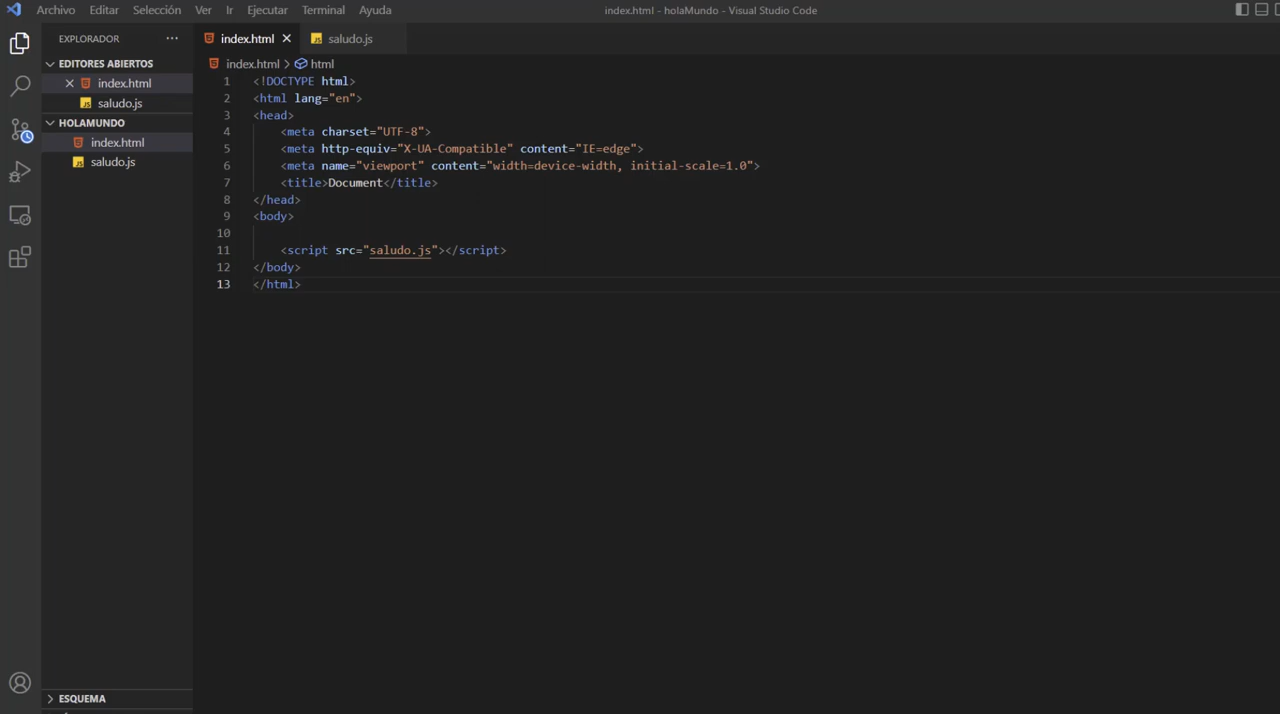 Archivo Editar Selección Ver Ir Ejecutar Terminal Ayuda
index.html - holaMundo - Visual Studio Code
EXPLORADOR ...
EDITORES ABIERTOS
index.html
JS saludo.js
HOLAMUNDO
index.html
JS saludo.js
ESQUEMA
index.html
JS saludo.js
index.html > html
1 <!DOCTYPE html>
2 <html lang="en">
3 <head>
4 <meta charset="UTF-8">
5 <meta http-equiv="X-UA-Compatible" content="IE=edge">
6 <meta name="viewport" content="width=device-width, initial-scale=1.0">
7 <title>Document</title>
8 </head>
9 <body>
10
11 <script src="saludo.js"></script>
12 </body>
13 </html>